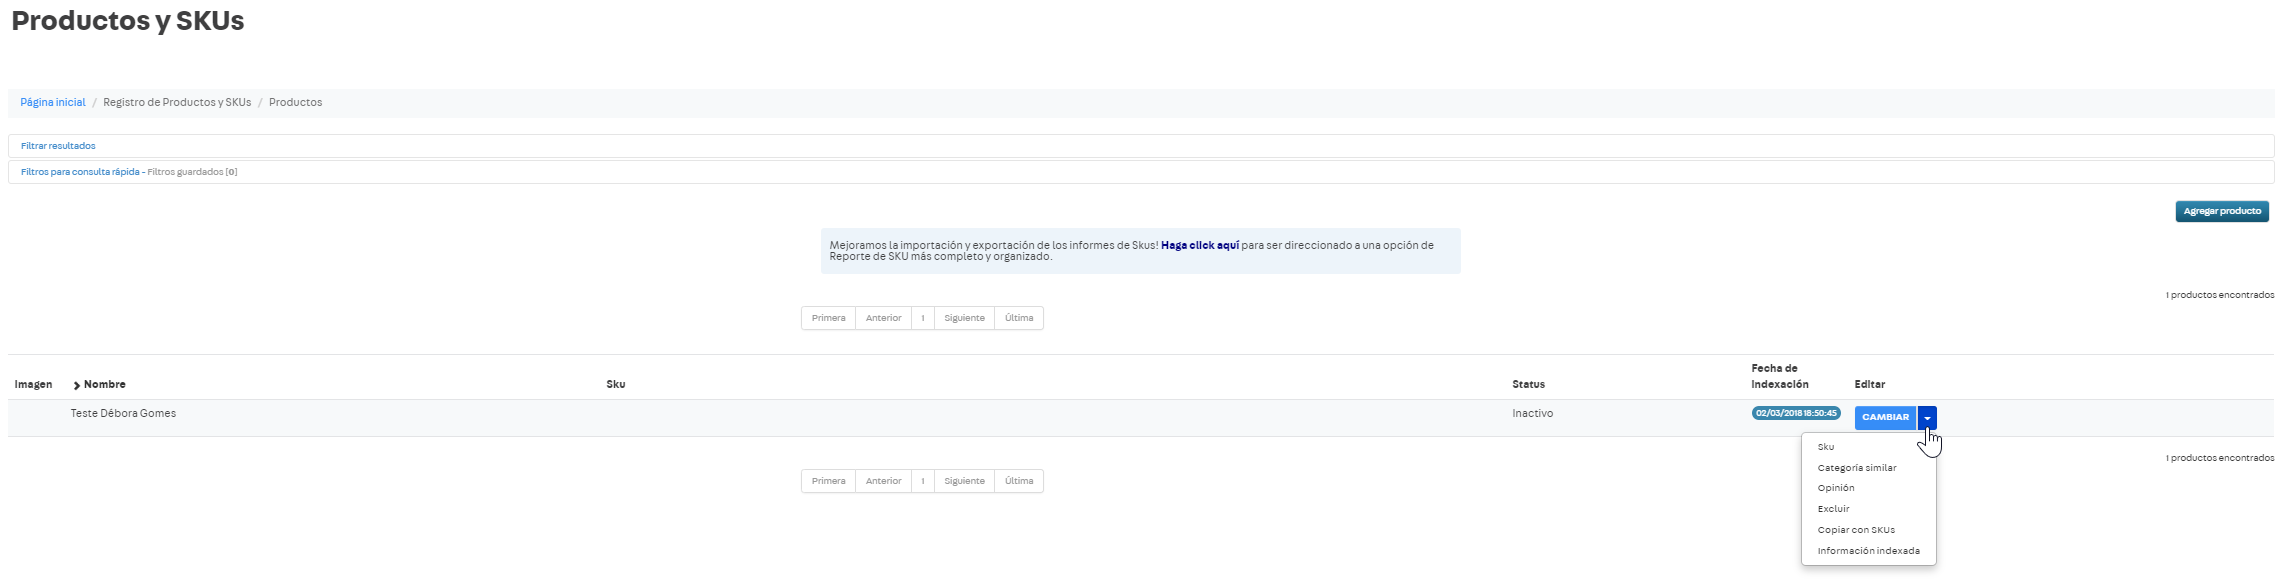 Productos y SKUs
Página inicial / Registro de Productos y SKUs / Productos
Filtrar resultados
Filtros para consulta rápida - Filtros guardados [0]
Agregar producto
Mejoramos la importación y exportación de los informes de Skus! Haga click aquí para ser direccionado a una opción de
Reporte de SKU más completo y organizado.
1 productos encontrados
Primera Anterior 1 Siguiente Última
Imagen Nombre Sku Status Fecha de indexación Editar
Teste Débora Gomes Inactivo 02/03/2018 18:50:45 CAMBIAR
Sku
Categoría similar
Opinión
Excluir
Copiar con SKUs
Información indexada
1 productos encontrados
Primera Anterior 1 Siguiente Última